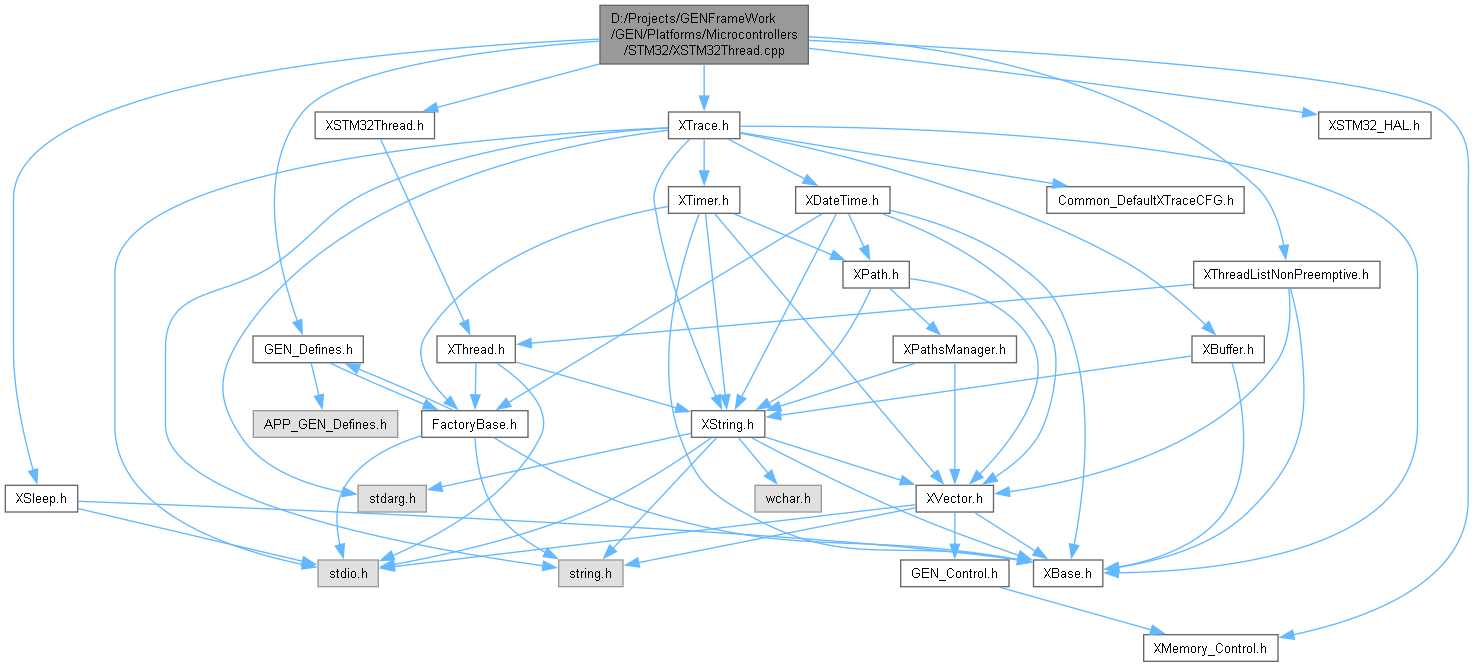 D:/Projects/GENFrameWork
/GEN/Platforms/Microcontrollers
/STM32/XSTM32Thread.cpp
XSTM32Thread.h
XTrace.h
XSTM32_HAL.h
XTimer.h
XDateTime.h
Common_DefaultXTraceCFG.h
XPath.h
XThreadListNonPreemptive.h
GEN_Defines.h
XThread.h
XPathsManager.h
XBuffer.h
APP_GEN_Defines.h
FactoryBase.h
XString.h
XSleep.h
stdarg.h
wchar.h
XVector.h
stdio.h
string.h
GEN_Control.h
XBase.h
XMemory_Control.h